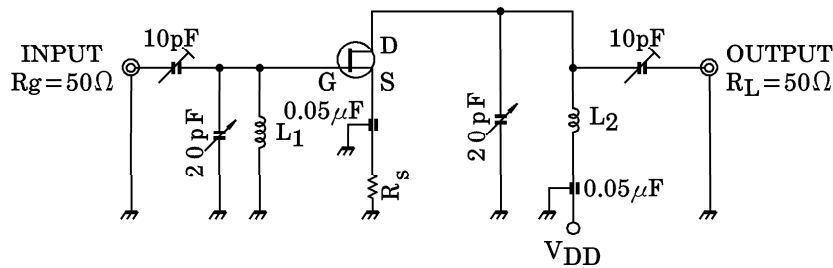 INPUT
Rg=50Ω
10pF
20pF
L1
G
D
S
0.05μF
Rs
20pF
L2
0.05μF
VDD
10pF
OUTPUT
RL=50Ω